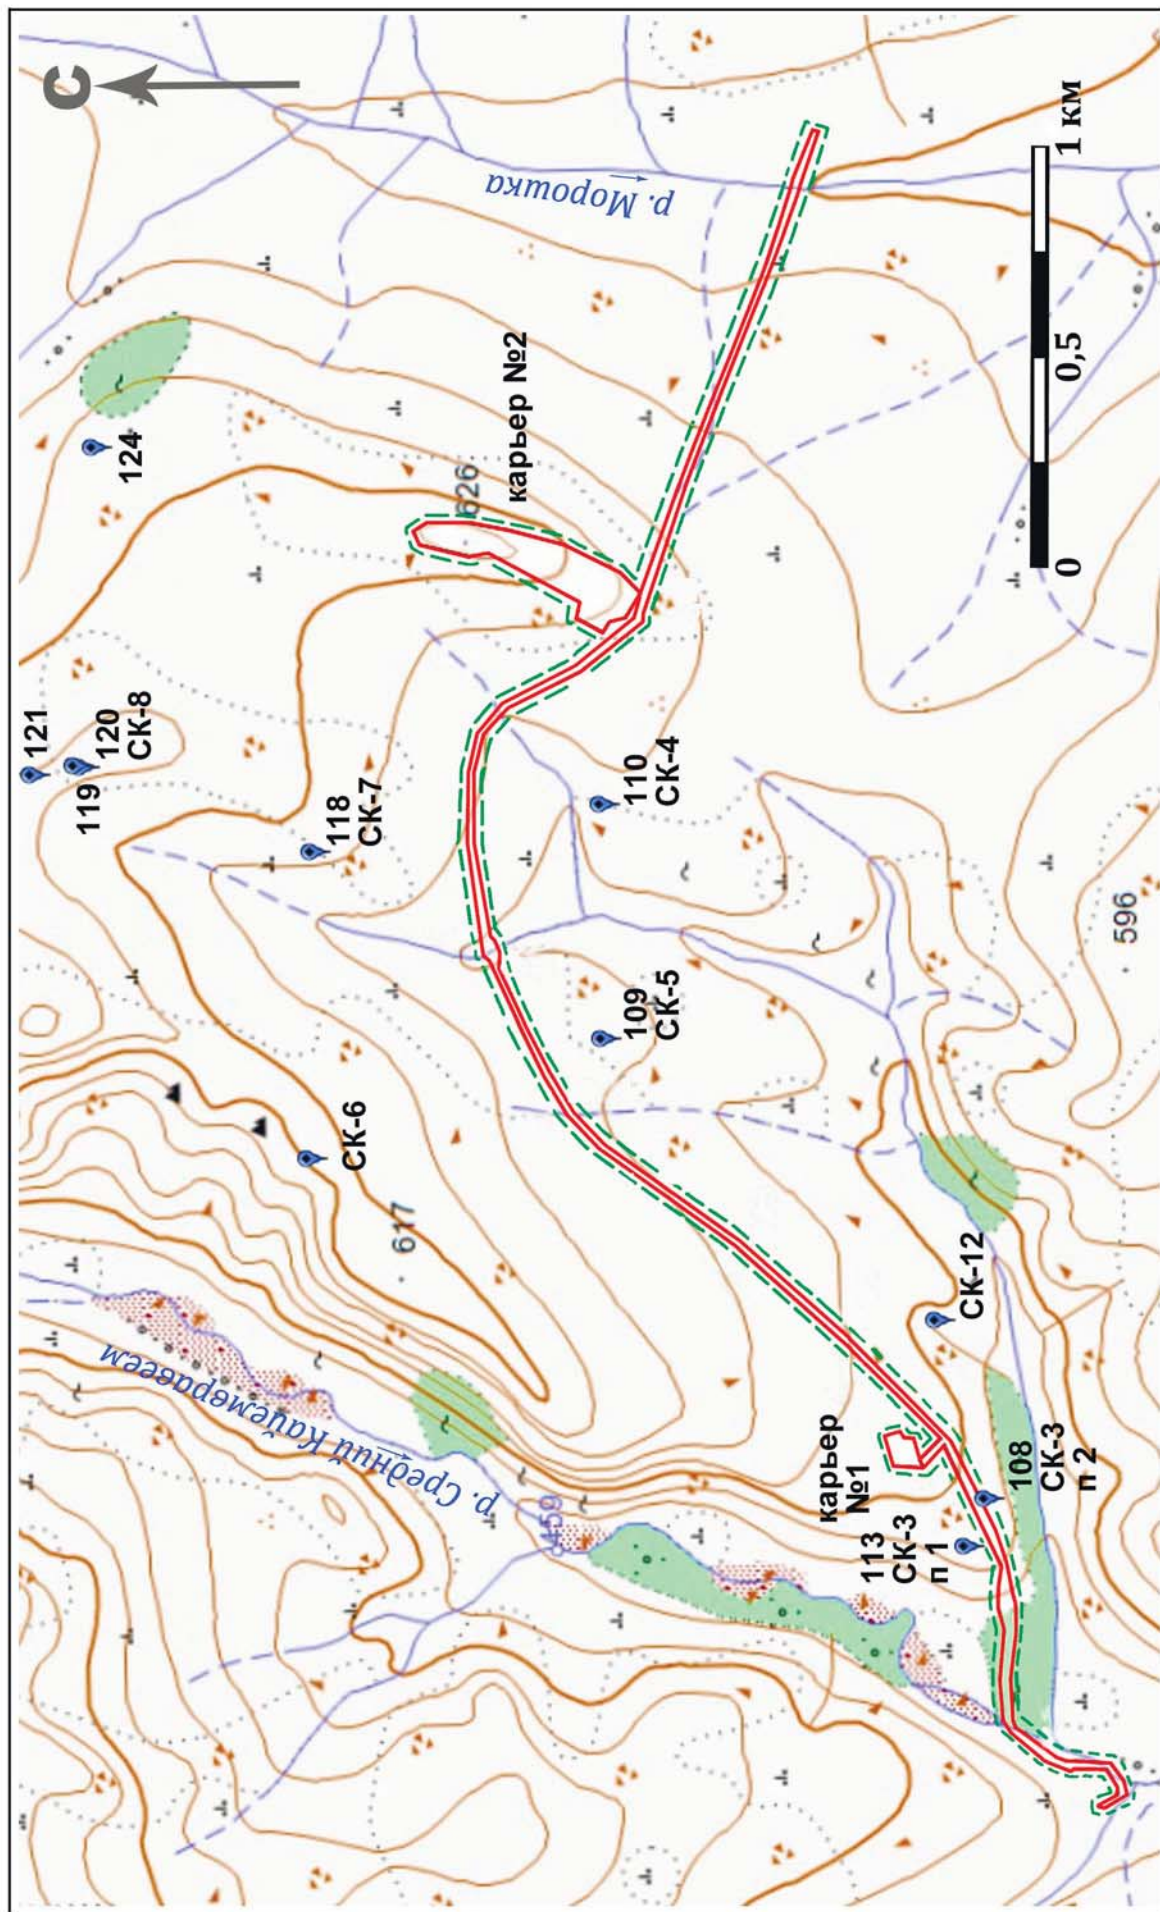 С
р. Морошка
124
карьер №2
626
121
119
120
СК-8
118
СК-7
110
СК-4
109
СК-5
СК-6
617
596
р. Средний Кайемравеем
459
карьер
№1
113
СК-3
п 1
108
СК-3
п 2
СК-12
0
0,5
1 км